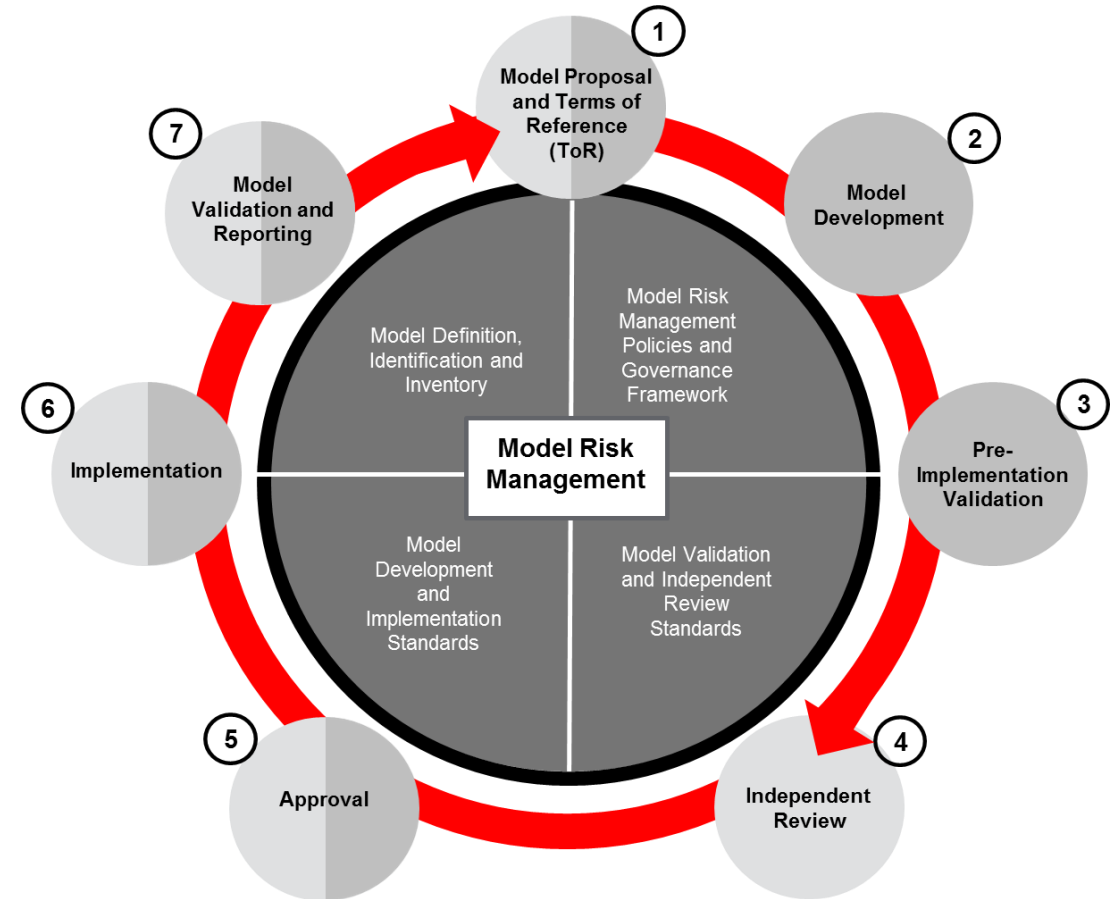 1
Model Proposal
and Terms of
Reference
(ToR)
2
Model
Development
3
Pre-
Implementation
Validation
4
Independent
Review
5
Approval
6
Implementation
7
Model
Validation and
Reporting
Model Definition,
Identification and
Inventory
Model Risk
Management
Policies and
Governance
Framework
Model Risk
Management
Model
Development
and
Implementation
Standards
Model Validation
and Independent
Review
Standards